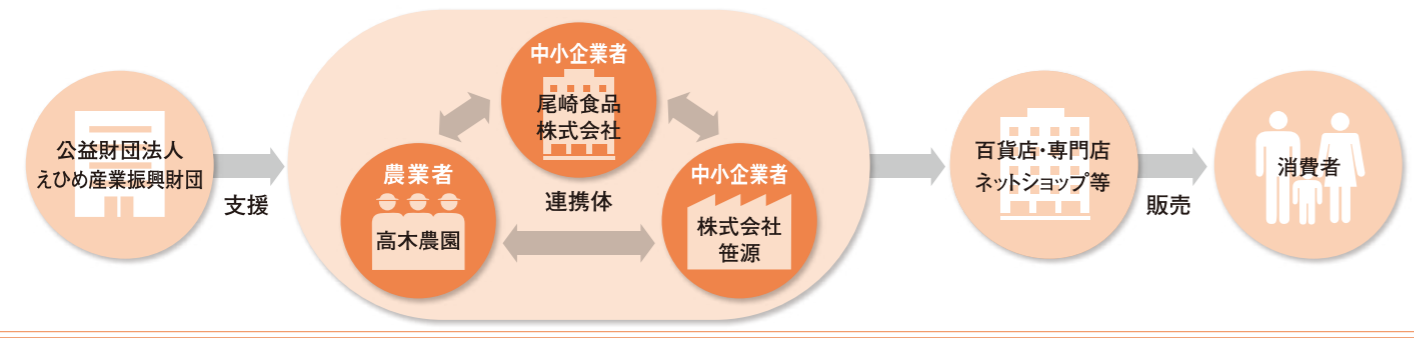 公益財団法人
えひめ産業振興財団
支援
中小企業者
尾崎食品
株式会社
農業者
高木農園
連携体
中小企業者
株式会社
笹源
百貨店・専門店
ネットショップ等
販売
消費者